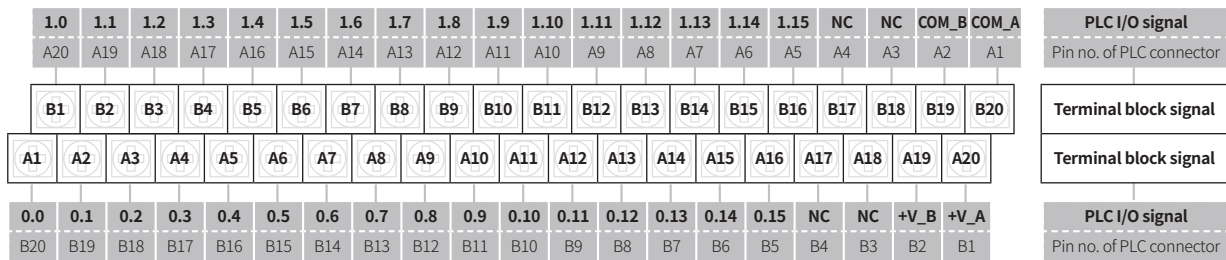 1.0 1.1 1.2 1.3 1.4 1.5 1.6 1.7 1.8 1.9 1.10 1.11 1.12 1.13 1.14 1.15 NC NC COM_B COM_A PLC I/O signal
A20 A19 A18 A17 A16 A15 A14 A13 A12 A11 A10 A9 A8 A7 A6 A5 A4 A3 A2 A1 Pin no. of PLC connector
B1 B2 B3 B4 B5 B6 B7 B8 B9 B10 B11 B12 B13 B14 B15 B16 B17 B18 B19 B20 Terminal block signal
A1 A2 A3 A4 A5 A6 A7 A8 A9 A10 A11 A12 A13 A14 A15 A16 A17 A18 A19 A20 Terminal block signal
0.0 0.1 0.2 0.3 0.4 0.5 0.6 0.7 0.8 0.9 0.10 0.11 0.12 0.13 0.14 0.15 NC NC +V_B +V_A PLC I/O signal
B20 B19 B18 B17 B16 B15 B14 B13 B12 B11 B10 B9 B8 B7 B6 B5 B4 B3 B2 B1 Pin no. of PLC connector